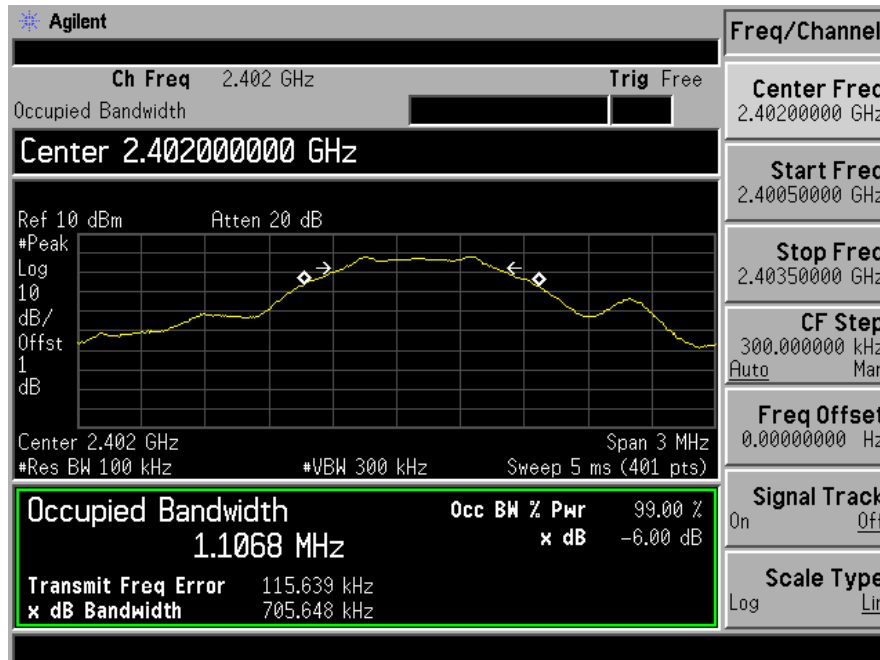 Agilent
Ch Freq 2.402 GHz Trig Free
Occupied Bandwidth
Center 2.402000000 GHz
Ref 10 dBm Atten 20 dB
#Peak
Log
10
dB/
Offst
1
dB
Center 2.402 GHz Span 3 MHz
#Res BW 100 kHz #VBW 300 kHz Sweep 5 ms (401 pts)
Occupied Bandwidth Occ BW % Pwr 99.00 %
1.1068 MHz x dB -6.00 dB
Transmit Freq Error 115.639 kHz
x dB Bandwidth 705.648 kHz
Freq/Channel
Center Freq
2.40200000 GHz
Start Freq
2.40050000 GHz
Stop Freq
2.40350000 GHz
CF Step
300.000000 kHz
Auto Man
Freq Offset
0.00000000 Hz
Signal Track
On Off
Scale Type
Log Lin